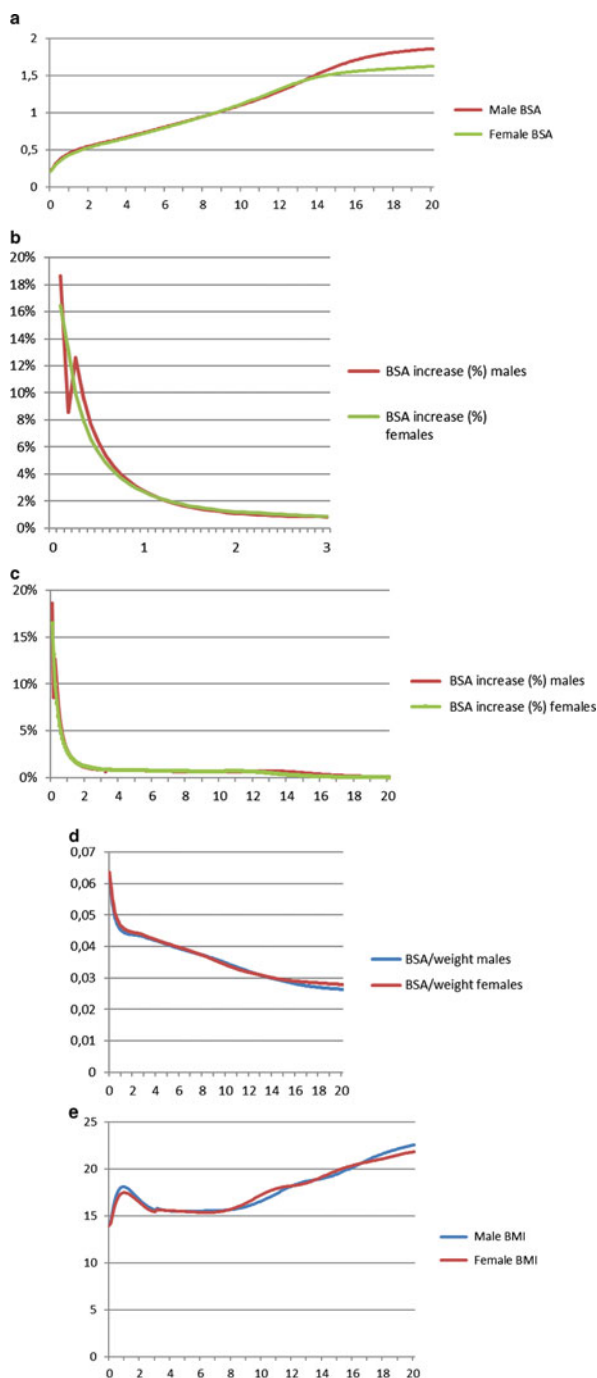 a
2
1,5
1
0,5
0
0 2 4 6 8 10 12 14 16 18 20
Male BSA
Female BSA
b
20%
18%
16%
14%
12%
10%
8%
6%
4%
2%
0%
0 1 2 3
BSA increase (%) males
BSA increase (%)
females
c
20%
15%
10%
5%
0%
0 2 4 6 8 10 12 14 16 18 20
BSA increase (%) males
BSA increase (%) females
d
0,07
0,06
0,05
0,04
0,03
0,02
0,01
0
0 2 4 6 8 10 12 14 16 18 20
BSA/weight males
BSA/weight females
e
25
20
15
10
5
0
0 2 4 6 8 10 12 14 16 18 20
Male BMI
Female BMI